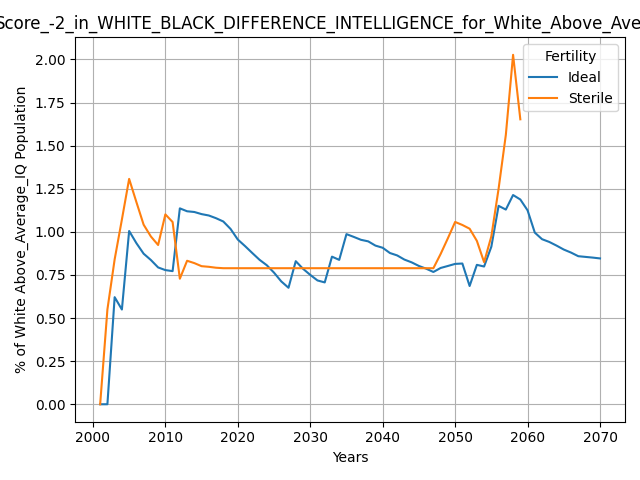 Score_-2_in_WHITE_BLACK_DIFFERENCE_INTELLIGENCE_for_White_Above_Ave
Fertility
Ideal
Sterile
% of White Above_Average_IQ Population
2.00
1.75
1.50
1.25
1.00
0.75
0.50
0.25
0.00
2000 2010 2020 2030 2040 2050 2060 2070
Years